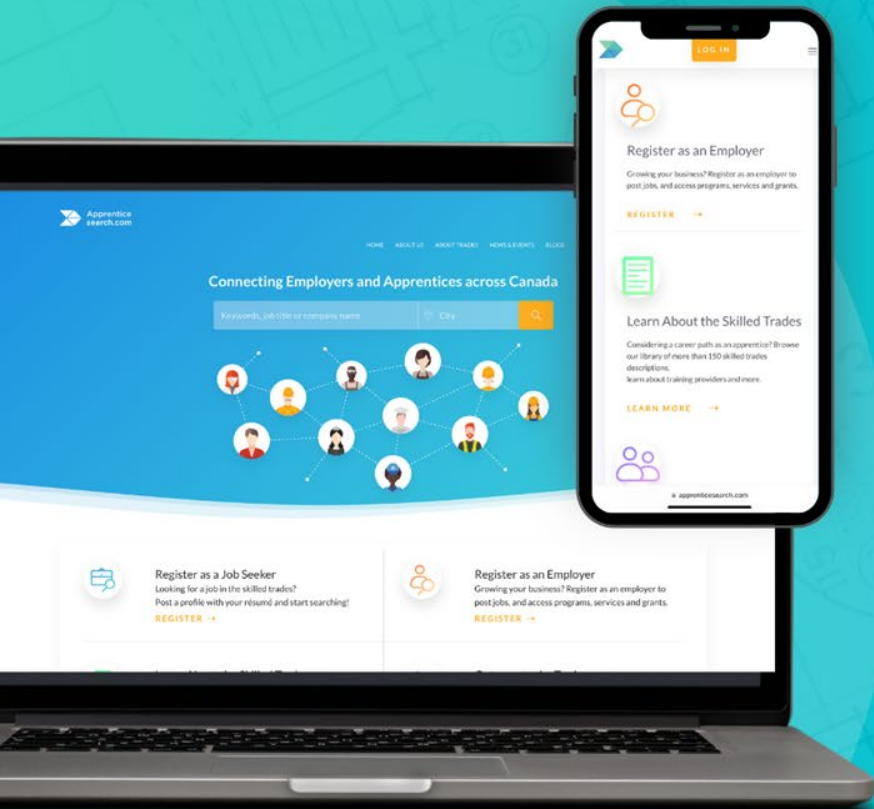 Apprentice
search.com
HOME ABOUT US ABOUT TRADES NEWS & EVENTS BLOGS
Connecting Employers and Apprentices across Canada
Keywords, job title or company name
City
Register as a Job Seeker
Looking for a job in the skilled trades?
Post a profile with your résumé and start searching!
REGISTER →
Register as an Employer
Growing your business? Register as an employer to
post jobs, and access programs, services and grants.
REGISTER →
LOG IN
Register as an Employer
Growing your business? Register as an employer to
post jobs, and access programs, services and grants.
REGISTER →
Learn About the Skilled Trades
Considering a career path as an apprentice? Browse
our library of more than 150 skilled trades
descriptions,
learn about training providers and more.
LEARN MORE →
apprenticesearch.com
31